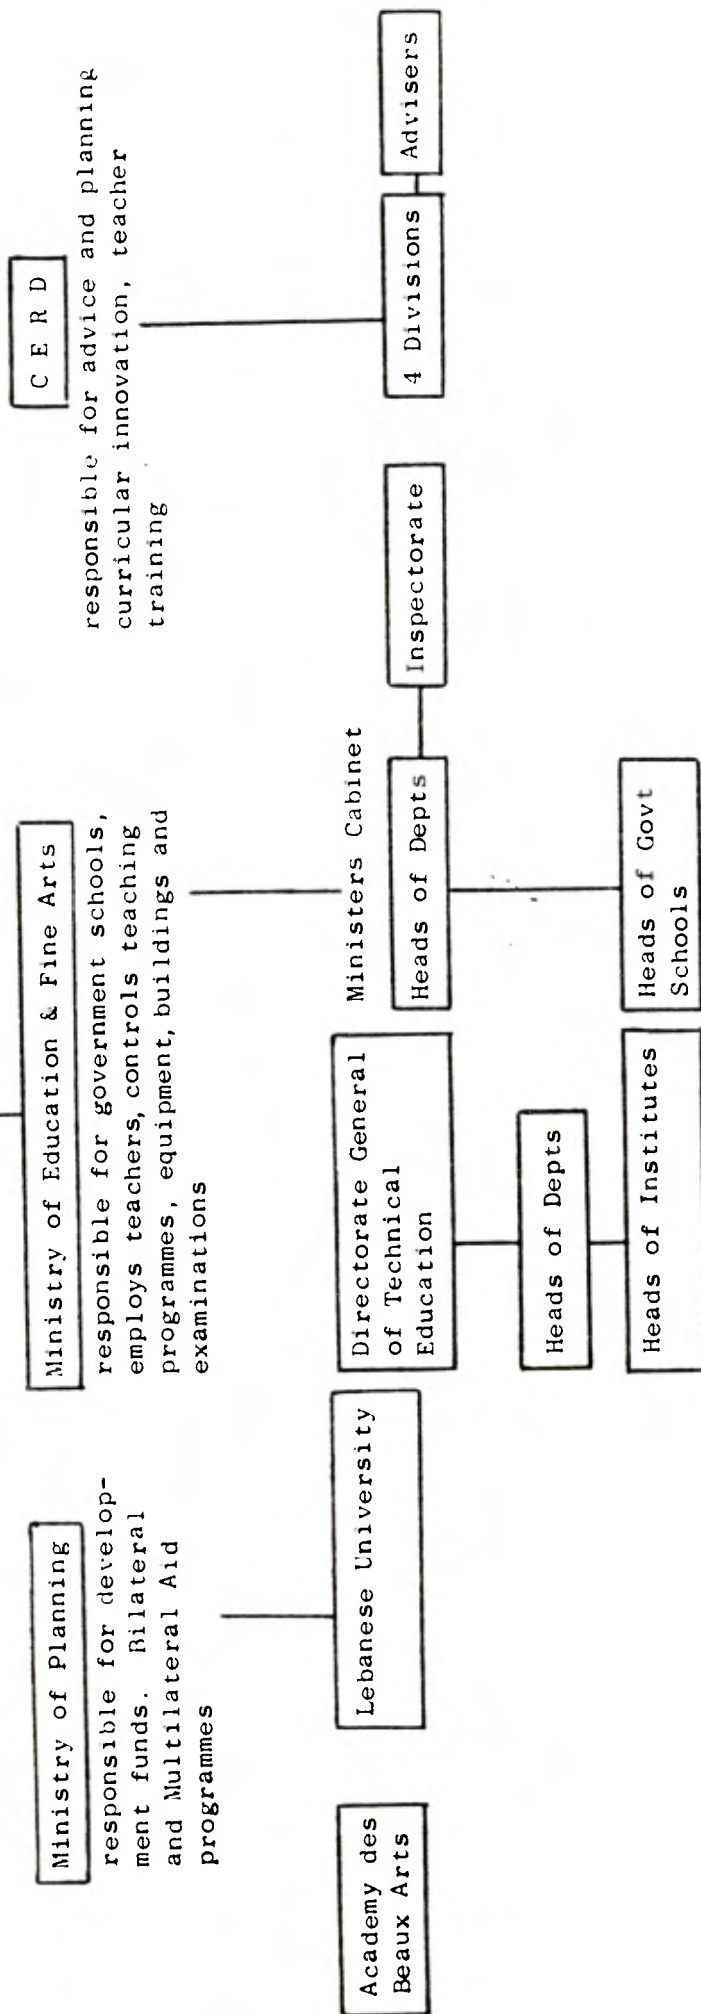 Ministry of Planning
responsible for develop-
ment funds. Bilateral
and Multilateral Aid
programmes
Ministry of Education & Fine Arts
responsible for government schools,
employs teachers, controls teaching
programmes, equipment, buildings and
examinations
C E R D
responsible for advice and planning
curricular innovation, teacher
training
Academy des
Beaux Arts
Lebanese University
Directorate General
of Technical
Education
Heads of Depts
Heads of Institutes
Ministers Cabinet
Heads of Depts
Inspectorate
Heads of Govt
Schools
4 Divisions
Advisers